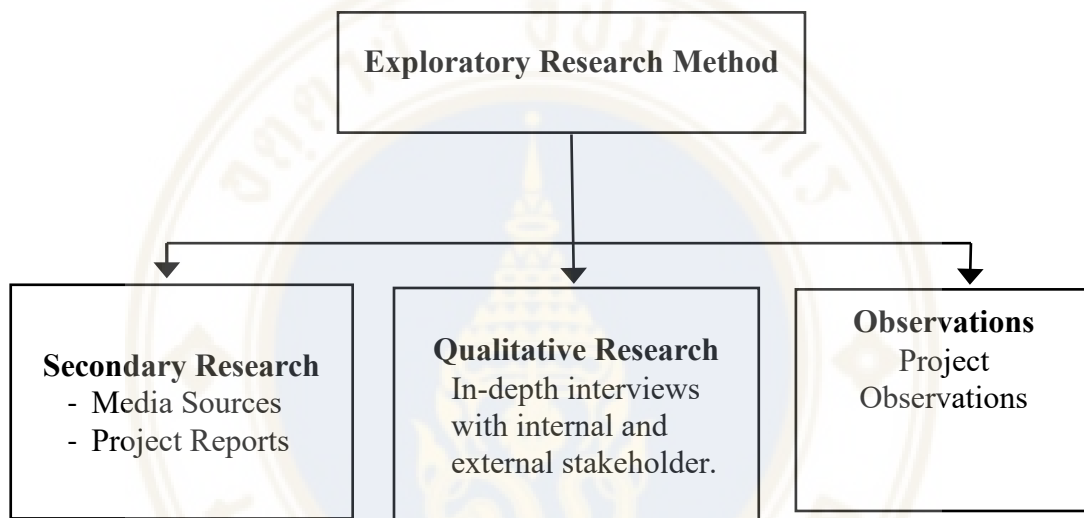 Exploratory Research Method
Secondary Research
- Media Sources
- Project Reports
Qualitative Research
In-depth interviews
with internal and
external stakeholder.
Observations
Project
Observations